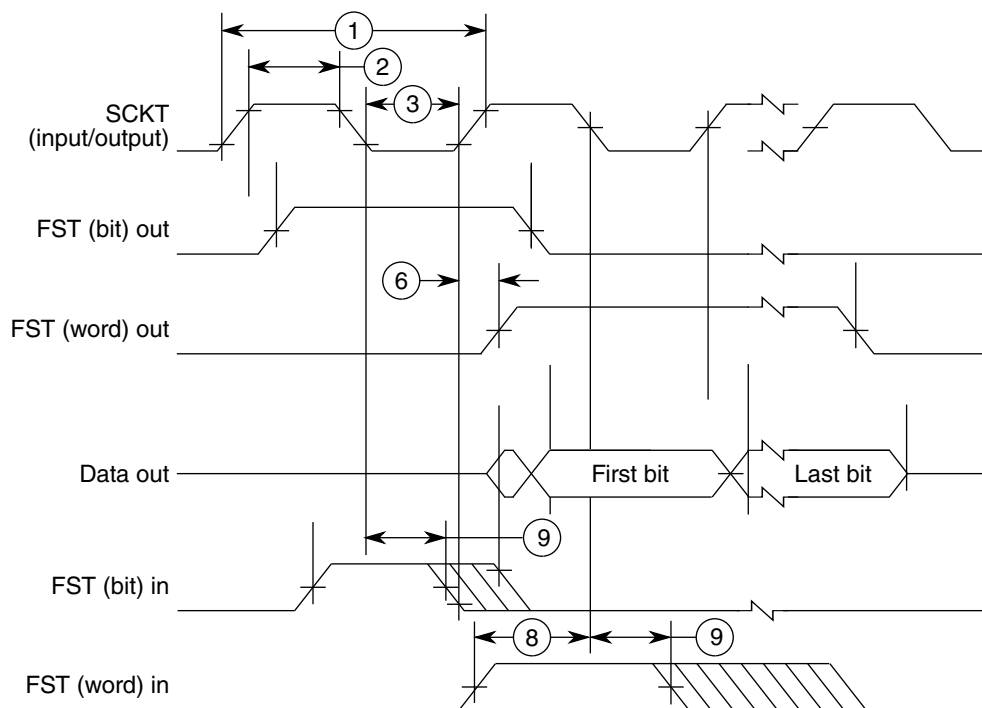 1
2
3
SCKT
(input/output)
FST (bit) out
6
FST (word) out
Data out
First bit
Last bit
9
FST (bit) in
8
9
FST (word) in